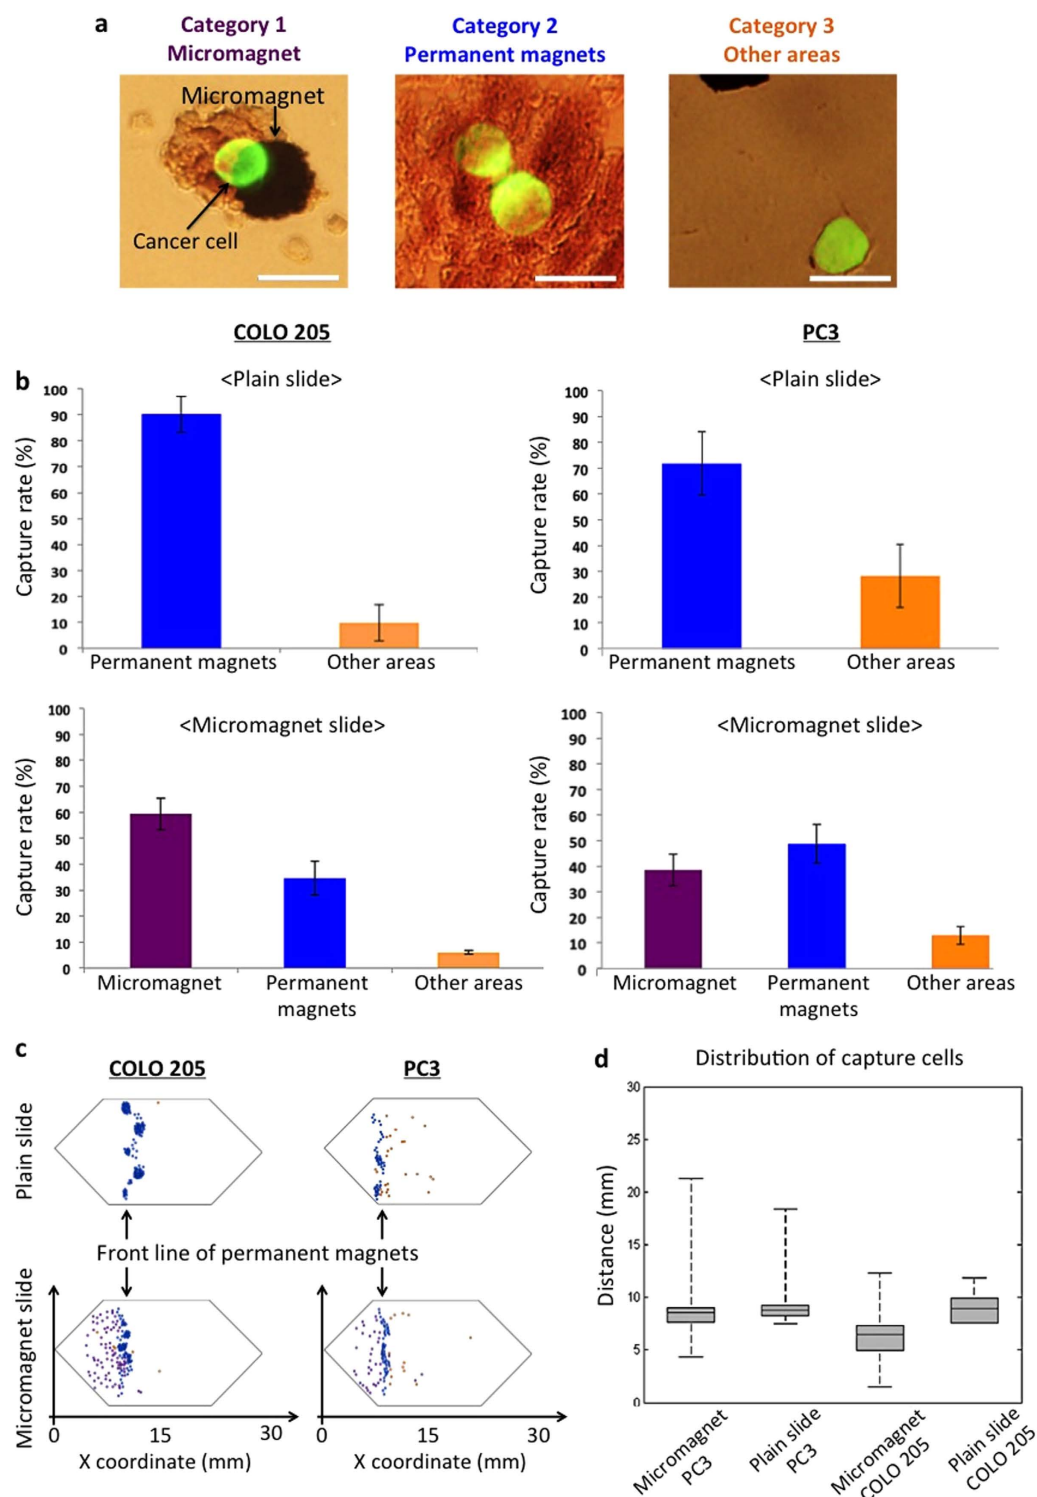 a
Category 1
Micromagnet
Category 2
Permanent magnets
Category 3
Other areas
Micromagnet
Cancer cell
COLO 205
PC3
b
<Plain slide>
Capture rate (%)
100
90
80
70
60
50
40
30
20
10
0
Permanent magnets
Other areas
<Plain slide>
Capture rate (%)
100
90
80
70
60
50
40
30
20
10
0
Permanent magnets
Other areas
<Micromagnet slide>
Capture rate (%)
100
90
80
70
60
50
40
30
20
10
0
Micromagnet
Permanent
magnets
Other areas
<Micromagnet slide>
Capture rate (%)
100
90
80
70
60
50
40
30
20
10
0
Micromagnet
Permanent
magnets
Other areas
c
COLO 205
PC3
Plain slide
Front line of permanent magnets
Micromagnet slide
0
15
30
X coordinate (mm)
0
15
30
X coordinate (mm)
d
Distribution of capture cells
Distance (mm)
30
25
20
15
10
5
0
Micromagnet
PC3
Plain slide
PC3
Micromagnet
COLO 205
Plain slide
COLO 205